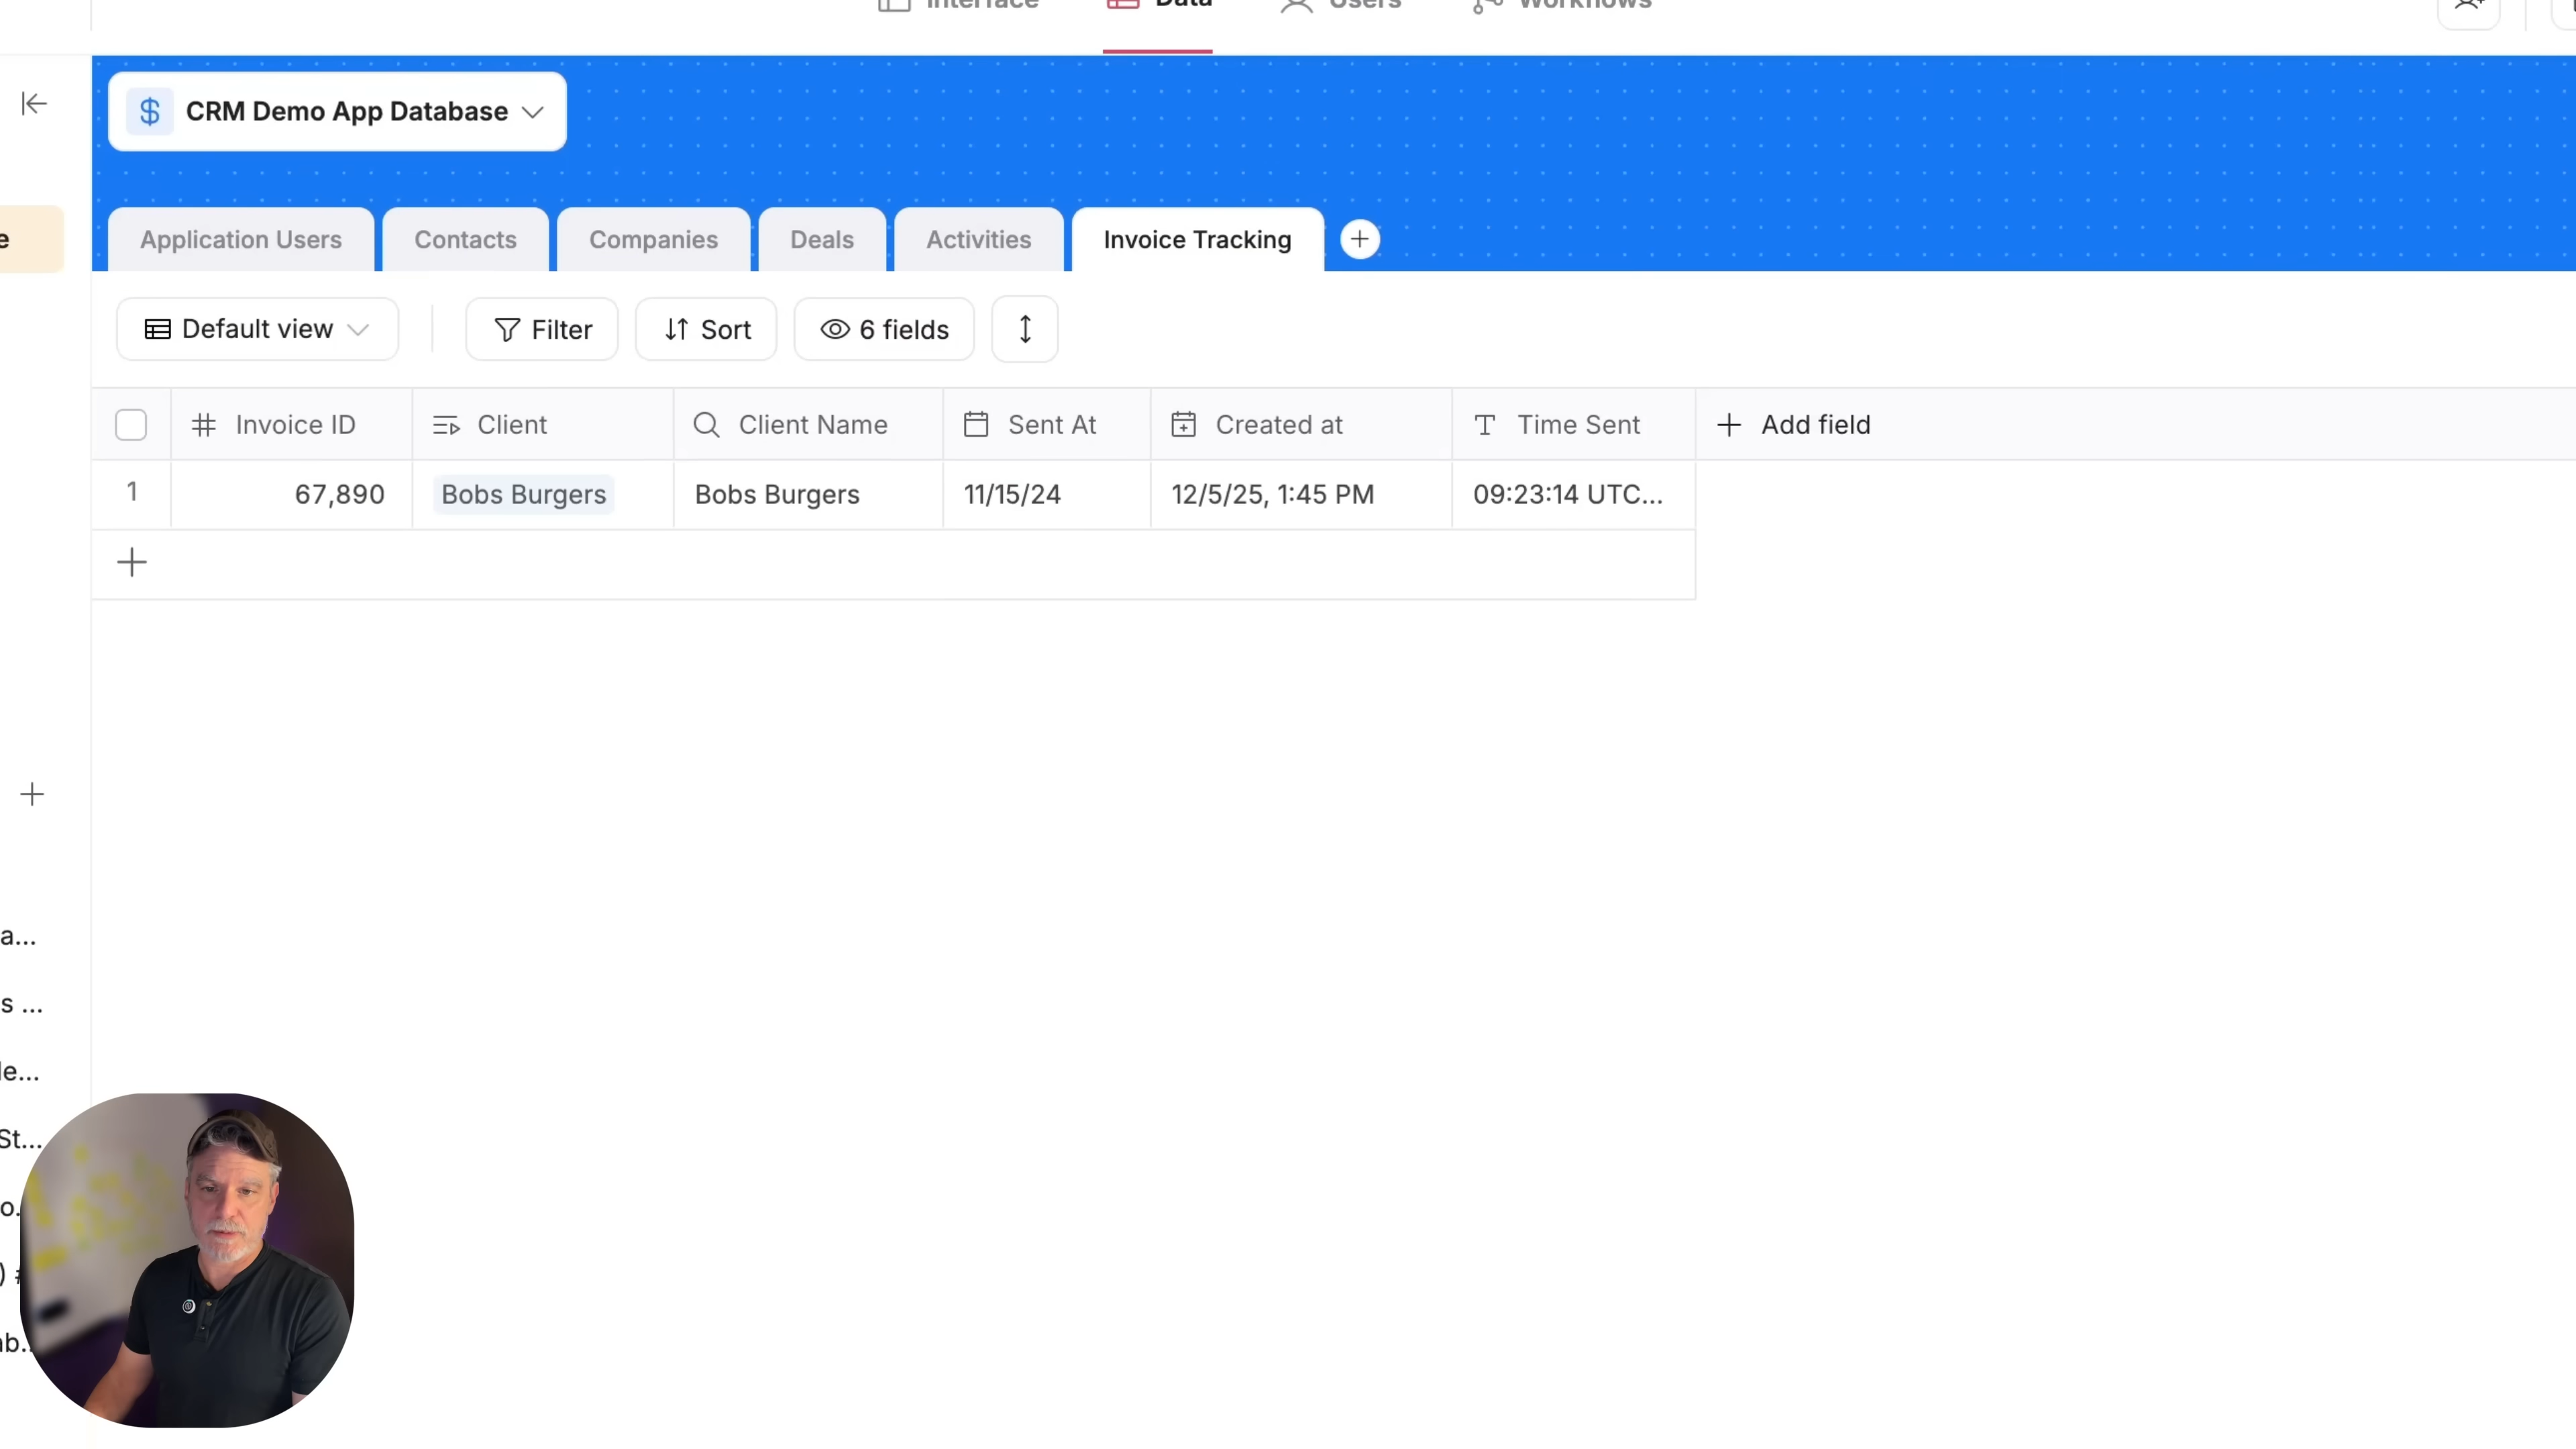 Interface Data Users Workflows
CRM Demo App Database
Application Users Contacts Companies Deals Activities Invoice Tracking
Default view Filter Sort 6 fields
Invoice ID Client Client Name Sent At Created at Time Sent Add field
1 67,890 Bobs Burgers Bobs Burgers 11/15/24 12/5/25, 1:45 PM 09:23:14 UTC...